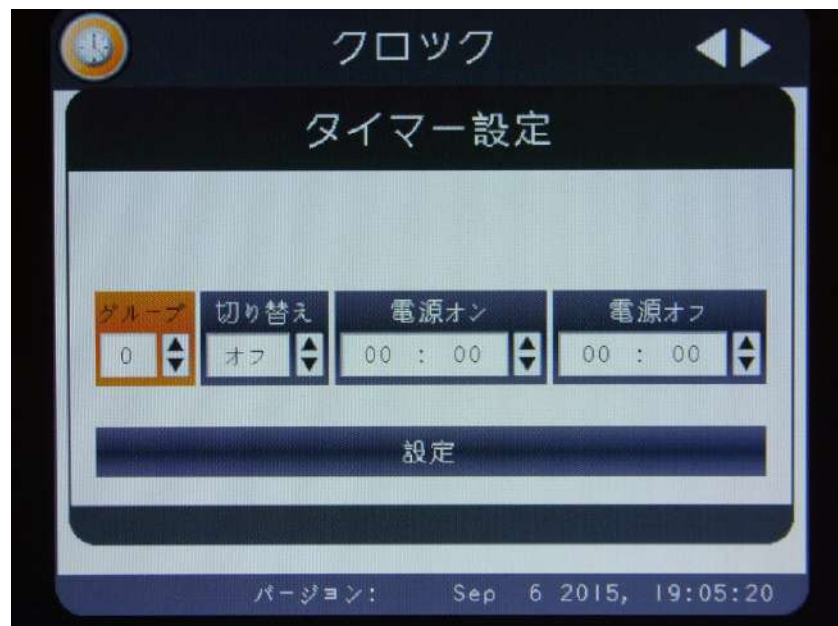 クロック
タイマー設定
グループ 切り替え 電源オン 電源オフ
0 オフ 00 : 00 00 : 00
設定
バージョン: Sep 6 2015, 19:05:20